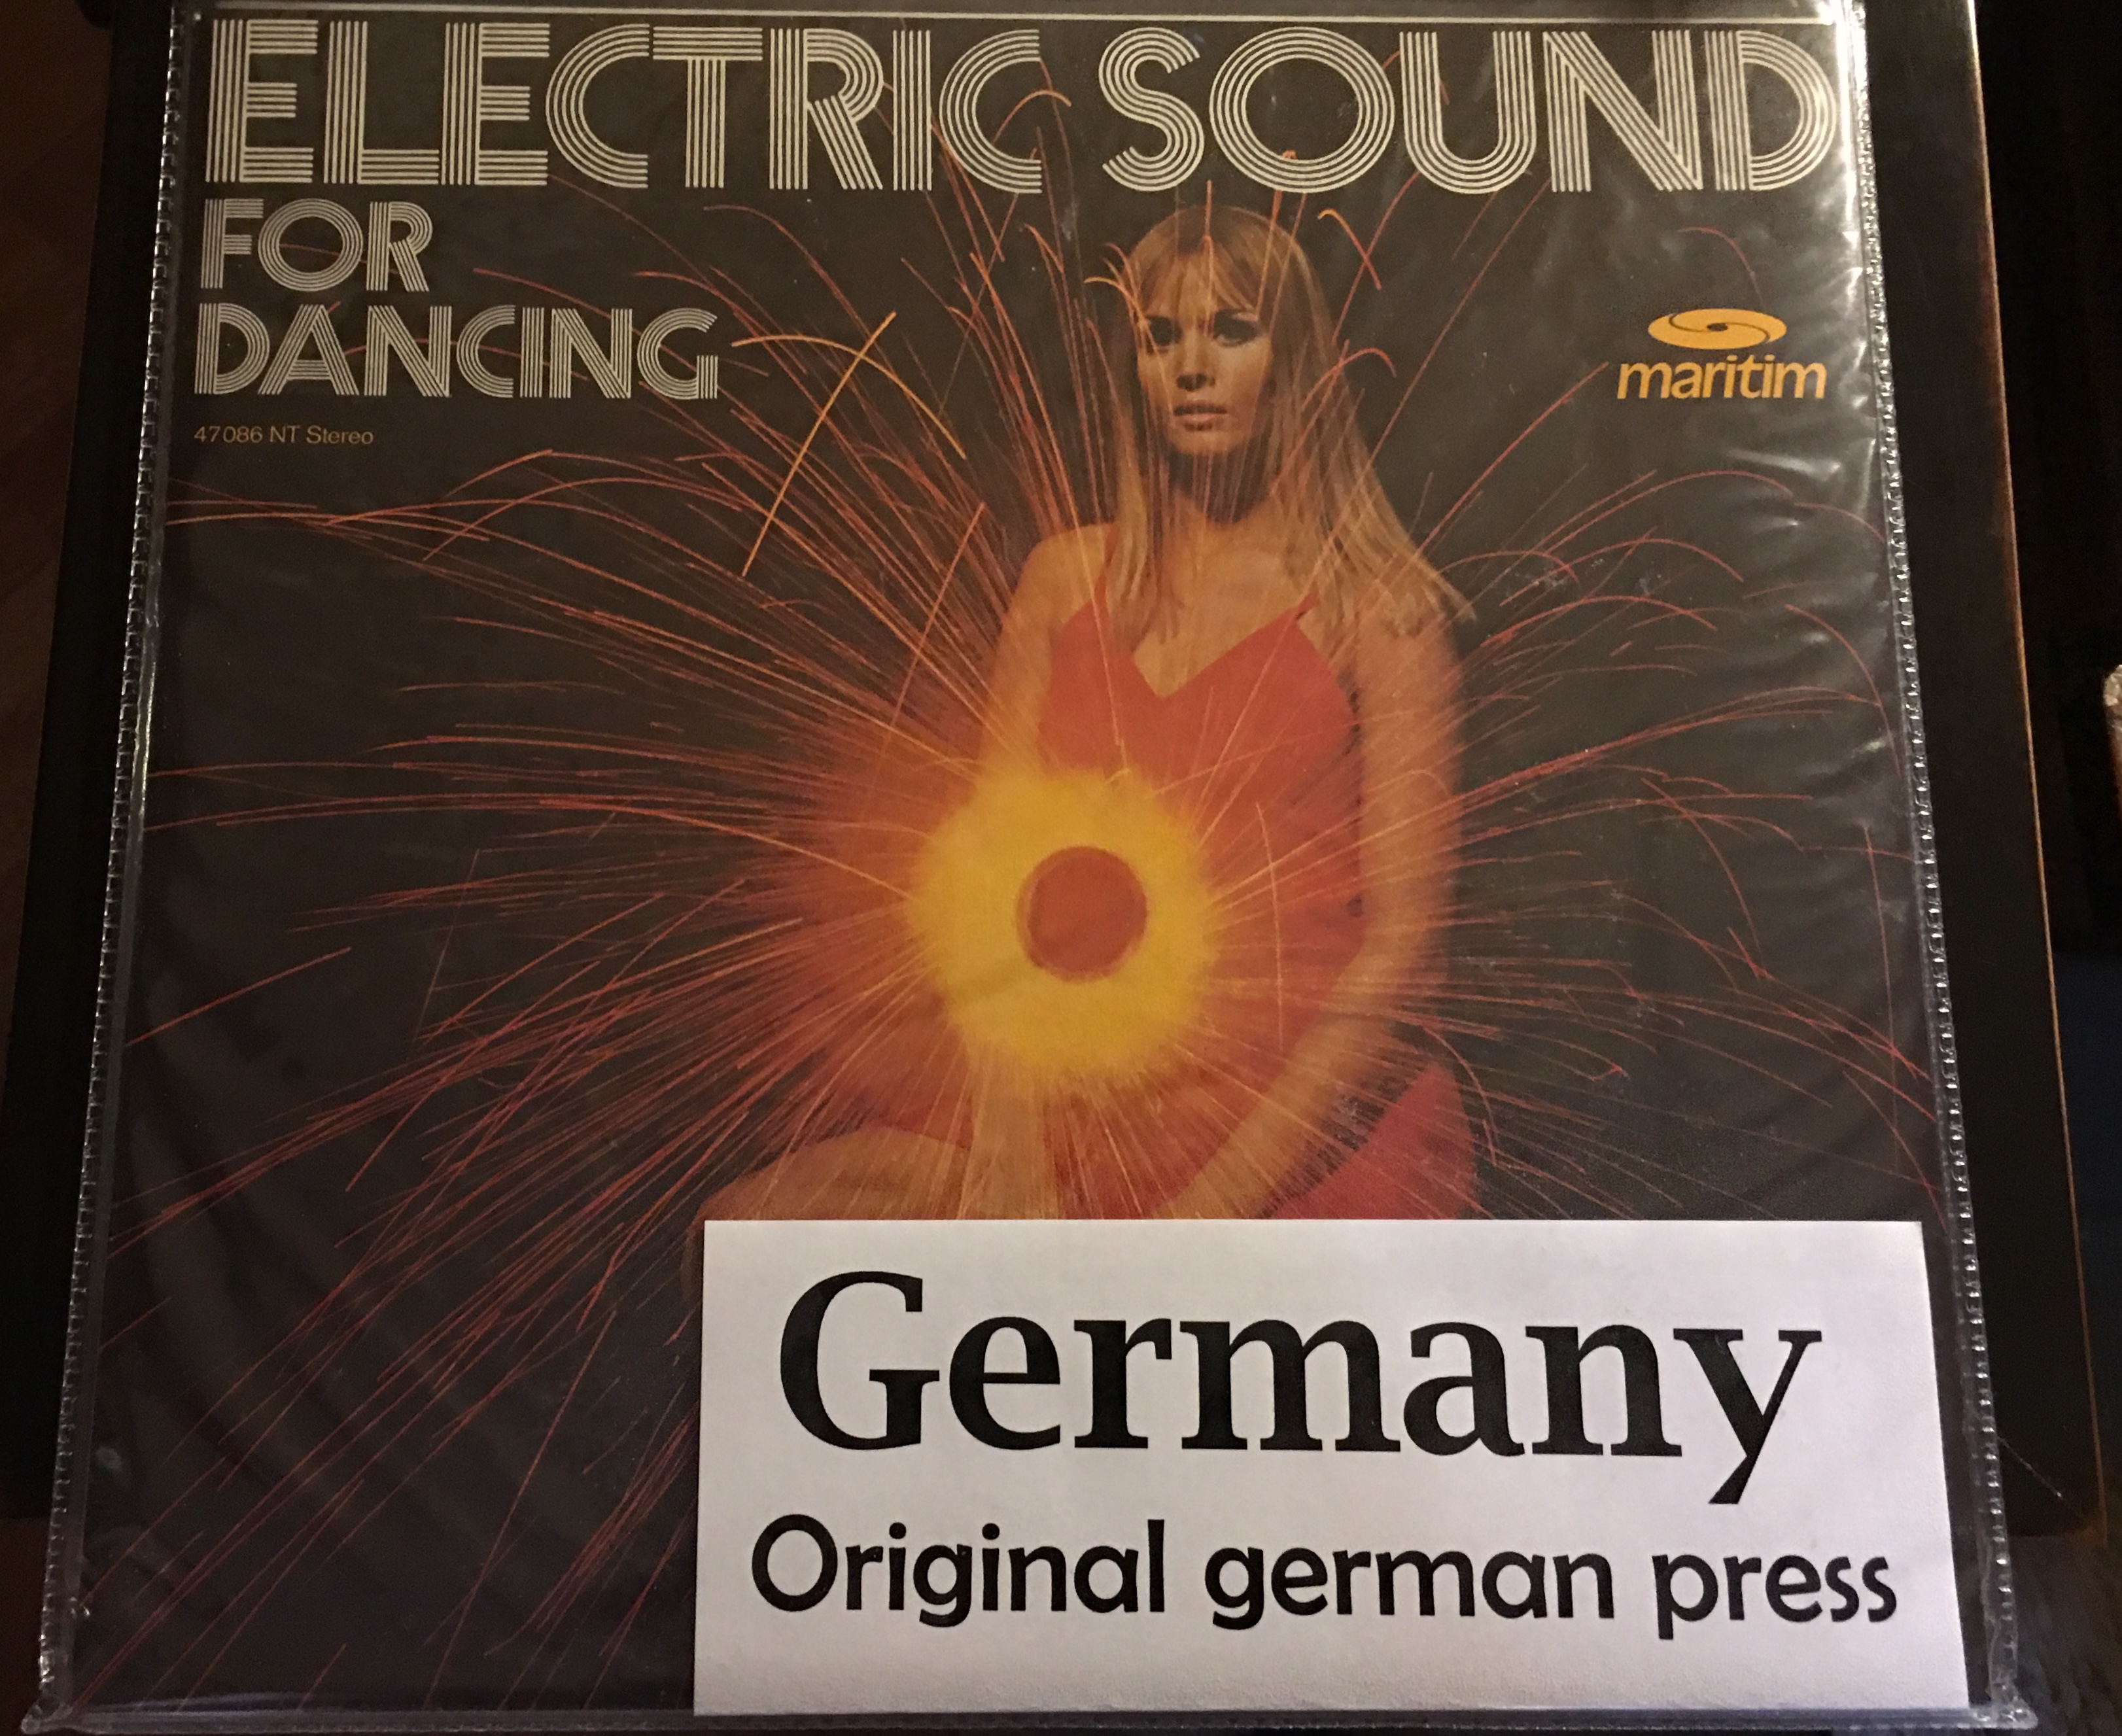 ELECTRIC SOUND
FOR
DANCING
maritim
47086 NT Stereo
Germany
Original german press